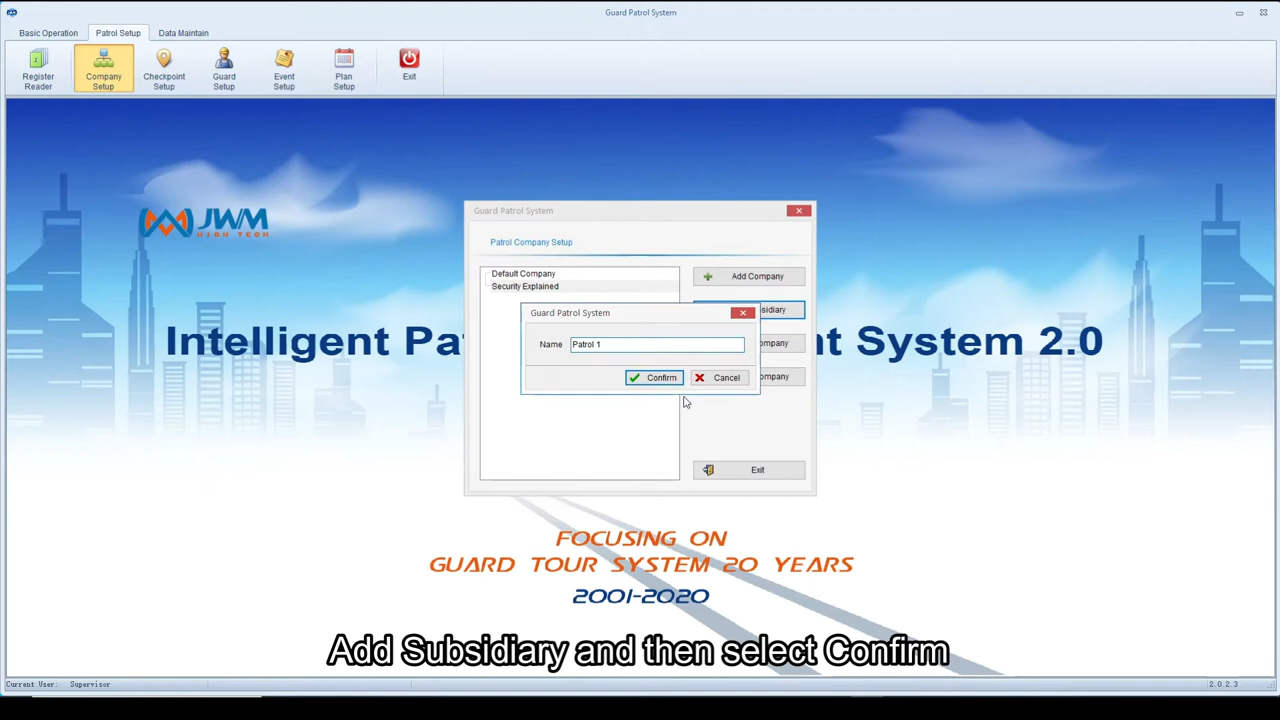 Guard Patrol System
Basic Operation Patrol Setup Data Maintain
Register Reader
Company Setup
Checkpoint Setup
Guard Setup
Event Setup
Plan Setup
Exit
JWM
HIGH TECH
Guard Patrol System
Patrol Company Setup
Default Company
Security Explained
Add Company
sidiary
ompany
ompany
Exit
Guard Patrol System
Name Patrol 1
Confirm Cancel
Intelligent Pa nt System 2.0
FOCUSING ON
GUARD TOUR SYSTEM 20 YEARS
2001-2020
Add Subsidiary and then select Confirm
Current User: Supervisor 2.0.2.3